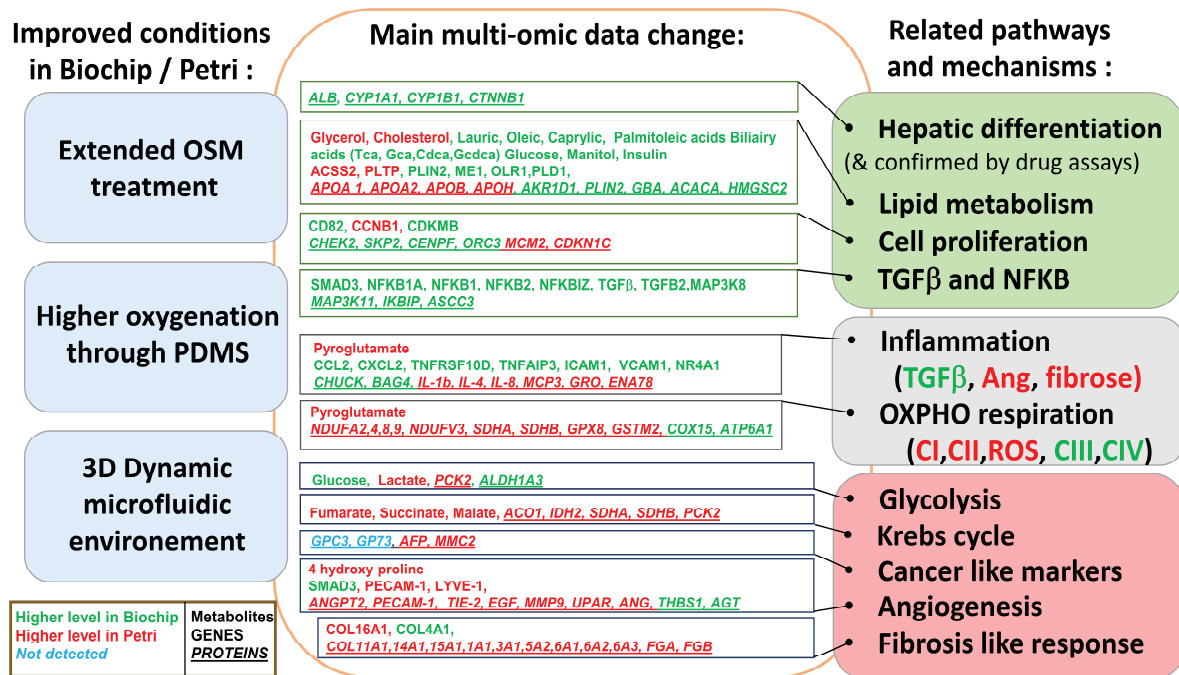 Improved conditions
in Biochip / Petri :
Extended OSM
treatment
Higher oxygenation
through PDMS
3D Dynamic
microfluidic
environement
Higher level in Biochip
Higher level in Petri
Not detected
Metabolites
GENES
PROTEINS
Main multi-omic data change:
ALB, CYP1A1, CYP1B1, CTNNB1
Glycerol, Cholesterol, Lauric, Oleic, Caprylic, Palmitoleic acids Biliairy
acids (Tca, Gca,Cdca,Gcdca) Glucose, Manitol, Insulin
ACSS2, PLTP, PLIN2, ME1, OLR1,PLD1,
APOA 1, APOA2, APOB, APOH, AKR1D1, PLIN2, GBA, ACACA, HMGSC2
CD82, CCNB1, CDKMB
CHEK2, SKP2, CENPF, ORC3 MCM2, CDKN1C
SMAD3, NFKB1A, NFKB1, NFKB2, NFKBIZ, TGFβ, TGFB2,MAP3K8
MAP3K11, IKBIP, ASCC3
Pyroglutamate
CCL2, CXCL2, TNFRSF10D, TNFAIP3, ICAM1, VCAM1, NR4A1
CHUCK, BAG4, IL-1b, IL-4, IL-8, MCP3, GRO, ENA78
Pyroglutamate
NDUFA2,4,8,9, NDUFV3, SDHA, SDHB, GPX8, GSTM2, COX15, ATP6A1
Glucose, Lactate, PCK2, ALDH1A3
Fumarate, Succinate, Malate, ACO1, IDH2, SDHA, SDHB, PCK2
GPC3, GP73, AFP, MMC2
4 hydroxy proline
SMAD3, PECAM-1, LYVE-1,
ANGPT2, PECAM-1, TIE-2, EGF, MMP9, UPAR, ANG, THBS1, AGT
COL16A1, COL4A1,
COL11A1,14A1,15A1,1A1,3A1,5A2,6A1,6A2,6A3, FGA, FGB
Related pathways
and mechanisms :
• Hepatic differentiation
(& confirmed by drug assays)
• Lipid metabolism
• Cell proliferation
• TGFβ and NFKB
• Inflammation
(TGFβ, Ang, fibrose)
• OXPHO respiration
(CI,CII,ROS, CIII,CIV)
• Glycolysis
• Krebs cycle
• Cancer like markers
• Angiogenesis
• Fibrosis like response